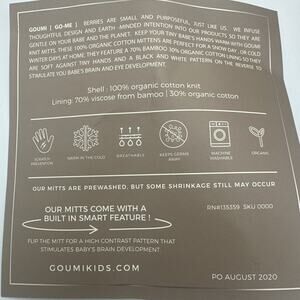 GOUMI [ GO-ME ] BERRIES ARE SMALL AND PURPOSEFUL, JUST LIKE US. WE INFUSE
THOUGHTFUL DESIGN AND EARTH-MINDED INTENTION INTO OUR PRODUCTS SO THEY ARE
GENTLE ON YOUR BABE AND THE PLANET. KEEP YOUR TINY BABE'S HANDS WARM WITH GOUMI
KNIT MITTS. THESE 100% ORGANIC COTTON MITTENS ARE PERFECT FOR A SNOW DAY, OR COLD
WINTER DAYS AT HOME. THEY FEATURE A 70% BAMBOO 30% ORGANIC COTTON LINING SO THEY
ARE SOFT AGAINST TINY HANDS AND A BLACK AND WHITE PATTERN ON THE REVERSE TO
STIMULATE YOU BABE'S BRAIN AND EYE DEVELOPMENT.
Shell: 100% organic cotton knit
Lining: 70% viscose from bamoo | 30% organic cotton
SCRATCH
PREVENTION
WARM IN THE COLD
BREATHABLE
KEEPS GERMS
AWAY
MACHINE
WASHABLE
ORGANIC
OUR MITTS ARE PREWASHED, BUT SOME SHRINKAGE STILL MAY OCCUR
OUR MITTS COME WITH A
BUILT IN SMART FEATURE !
RN#135359 SKU 0000
FLIP THE MITT FOR A HIGH CONTRAST PATTERN THAT
STIMULATES BABY'S BRAIN DEVELOPMENT.
GOUMIKIDS.COM
PO AUGUST 2020